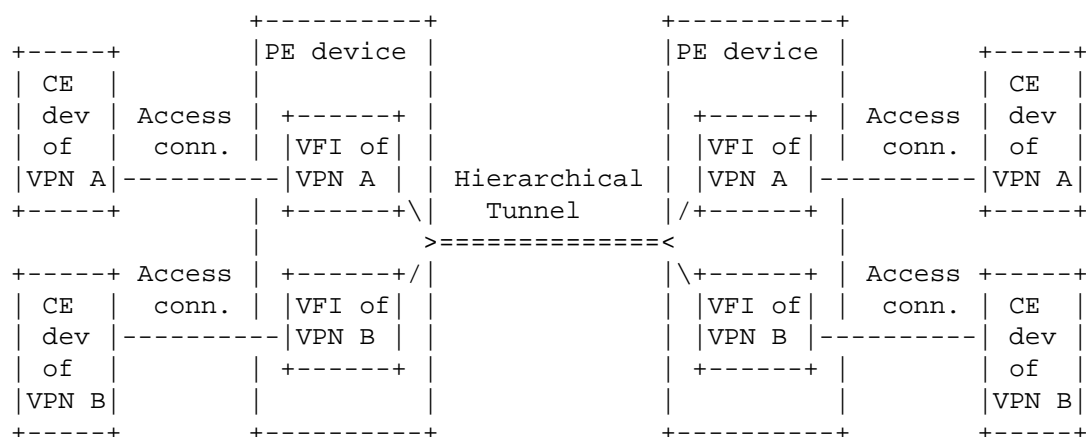 PE device PE device
CE CE
dev Access Access dev
of conn. VFI of VFI of conn. of
VPN A VPN A Hierarchical VPN A VPN A
Tunnel
Access Access
CE conn. VFI of VFI of conn. CE
dev VPN B VPN B dev
of of
VPN B VPN B